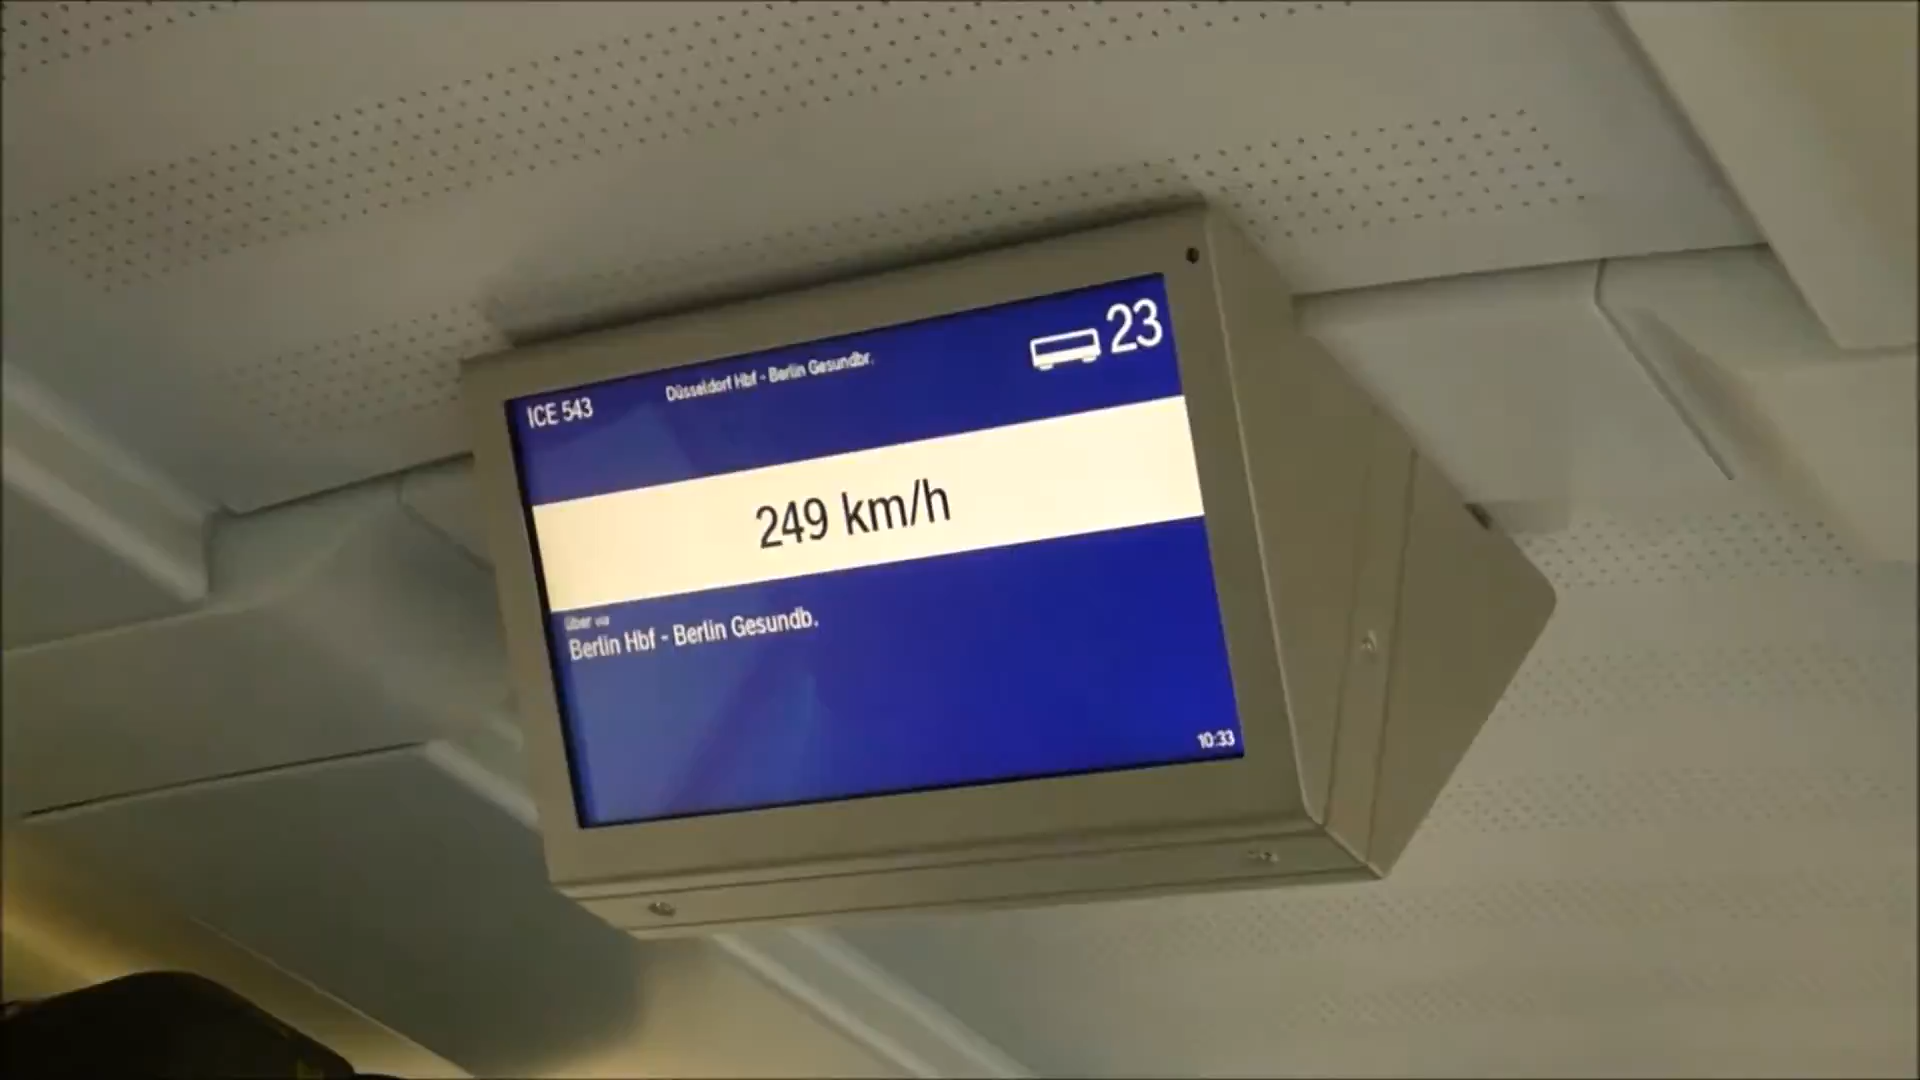 ICE 543
Düsseldorf Hbf - Berlin Gesundbr.
23
249 km/h
über via
Berlin Hbf - Berlin Gesundb.
10:33